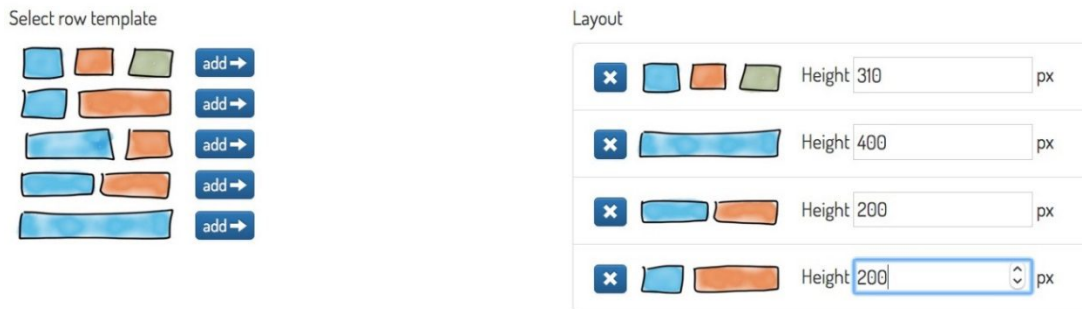 Select row template
add
add
add
add
add
Layout
Height 310 px
Height 400 px
Height 200 px
Height 200 px